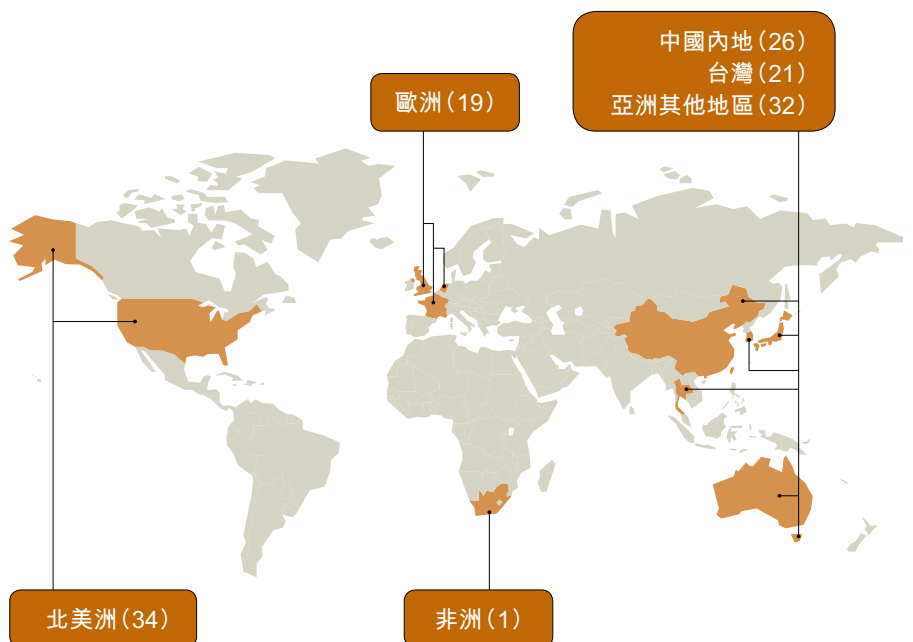 中國內地(26)
台灣(21)
亞洲其他地區(32)
歐洲(19)
北美洲(34)
非洲(1)